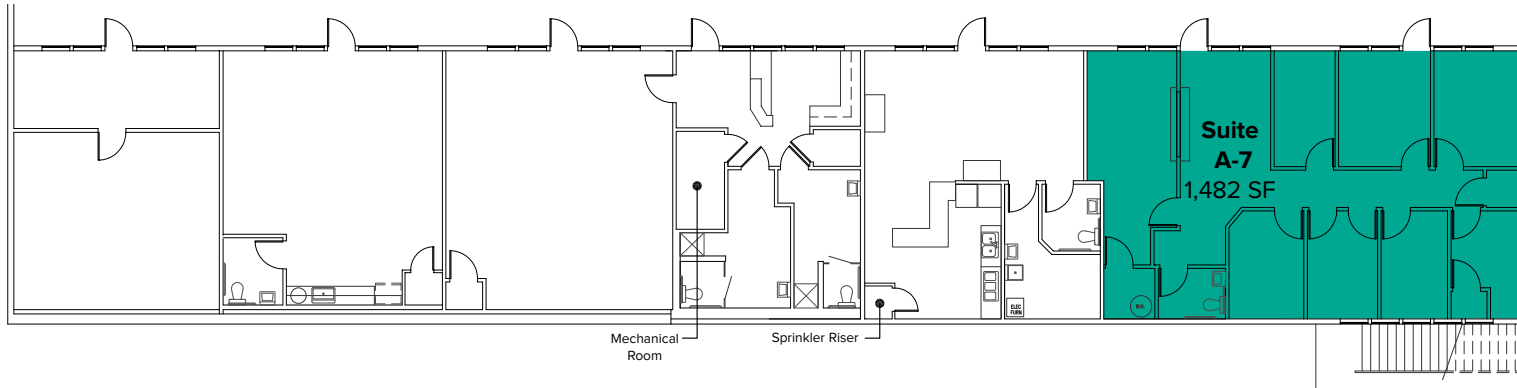 Suite
A-7
1,482 SF
ELEC
FURN
W.H.
Mechanical
Room
Sprinkler Riser